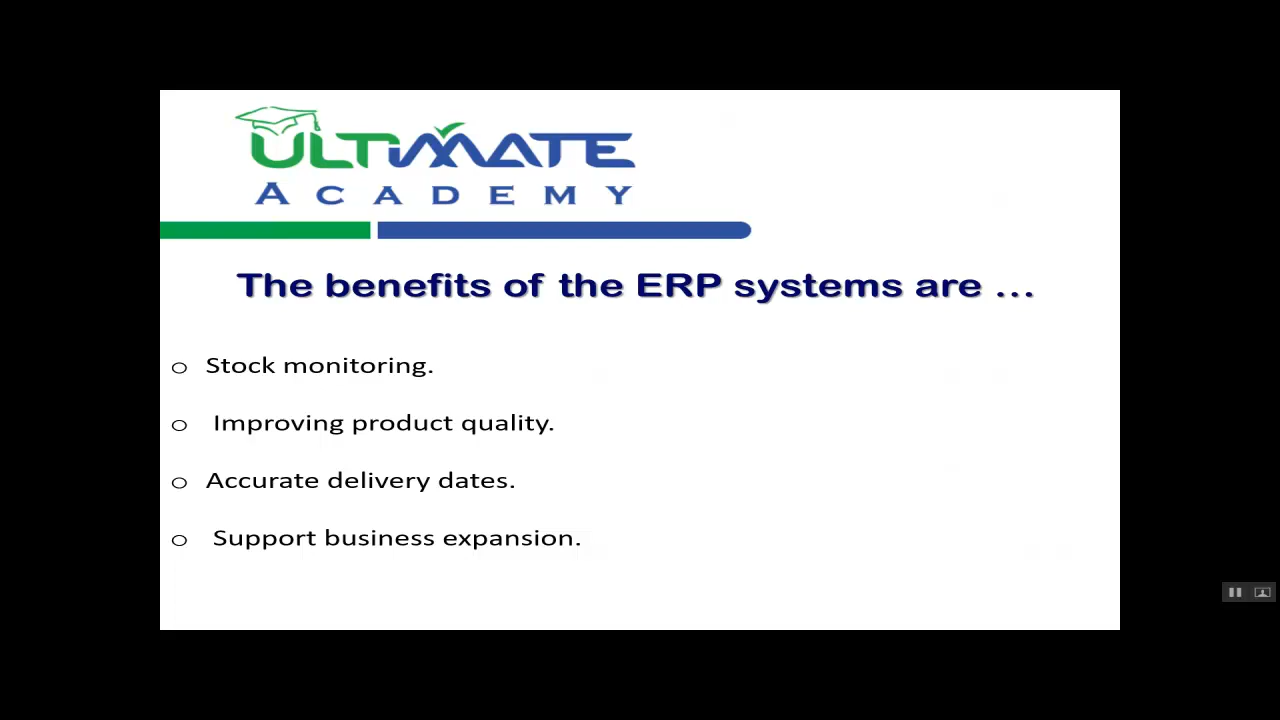 ULTIMATE
ACADEMY
The benefits of the ERP systems are …
o Stock monitoring.
o Improving product quality.
o Accurate delivery dates.
o Support business expansion.